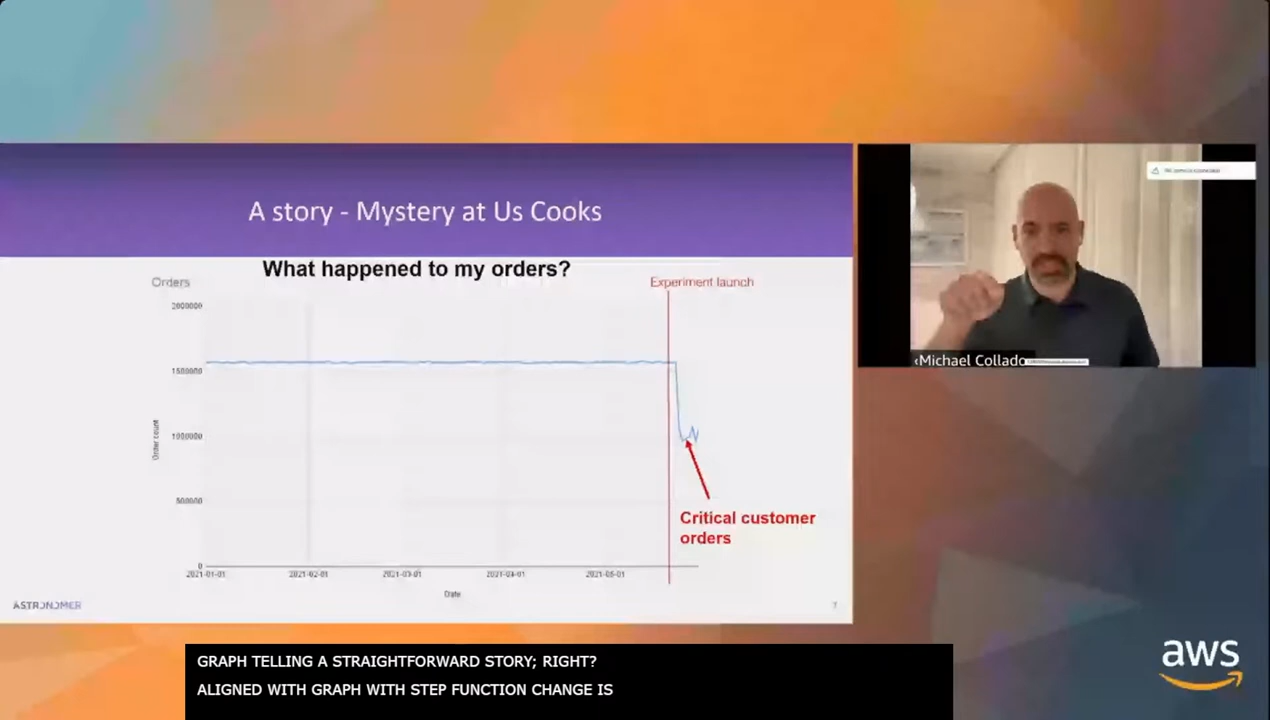 A story - Mystery at Us Cooks
What happened to my orders?
Orders
Experiment launch
2000000
1500000
1000000
500000
0
Order count
Critical customer
orders
2021-01-01
2021-02-01
2021-03-01
2021-04-01
2021-05-01
Date
ASTRONOMER
7
‹Michael Collado
aws
GRAPH TELLING A STRAIGHTFORWARD STORY; RIGHT?
ALIGNED WITH GRAPH WITH STEP FUNCTION CHANGE IS